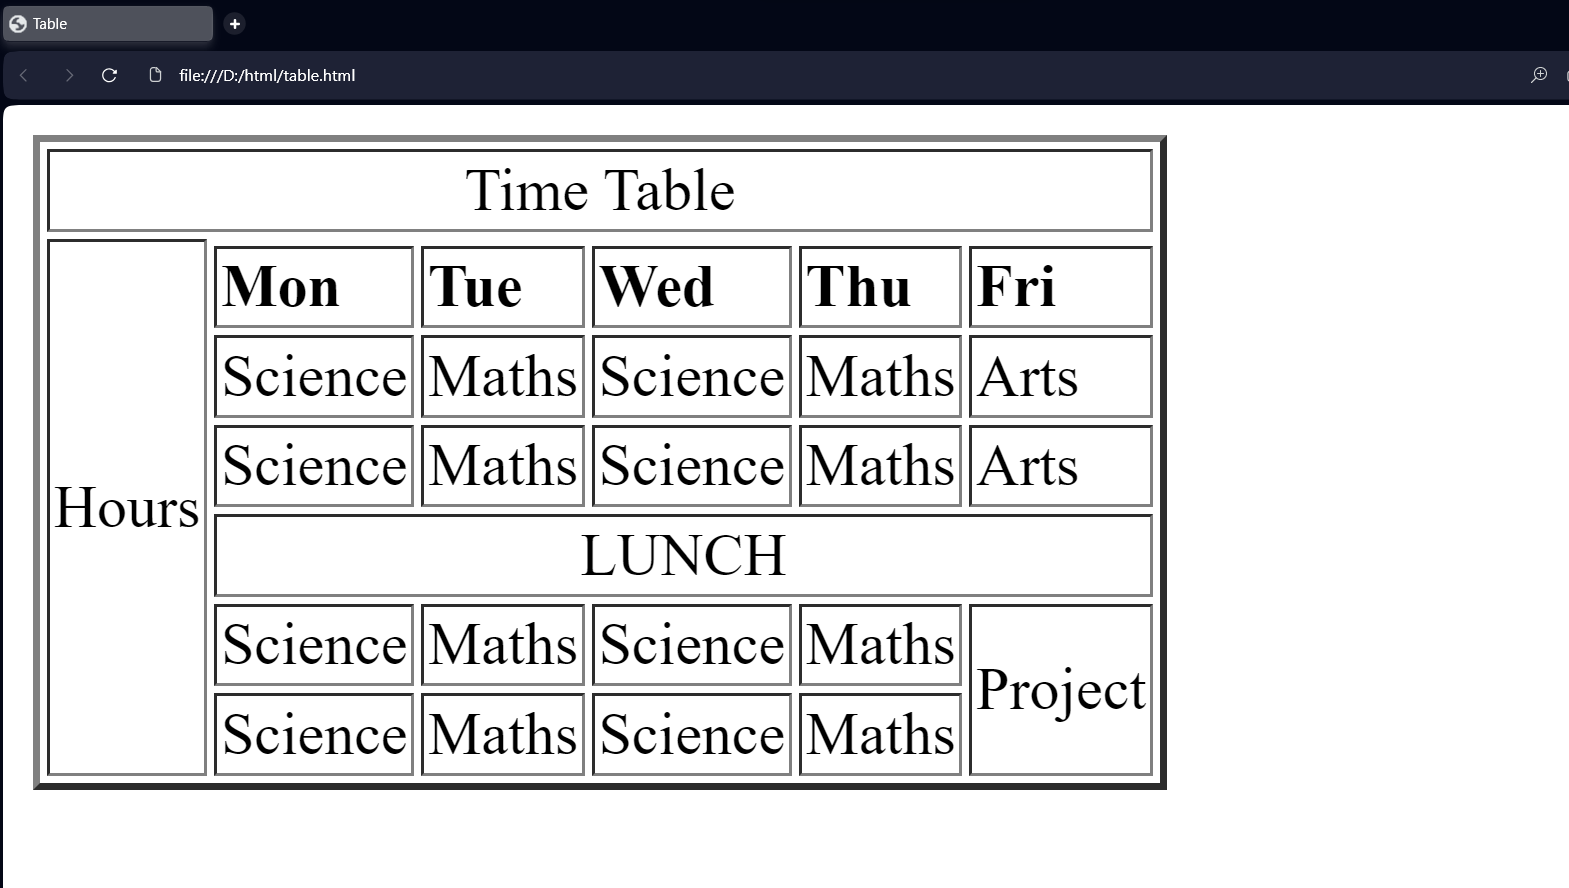 Table
file:///D:/html/table.html
Time Table
Mon Tue Wed Thu Fri
Science Maths Science Maths Arts
Science Maths Science Maths Arts
Hours
LUNCH
Science Maths Science Maths
Project
Science Maths Science Maths